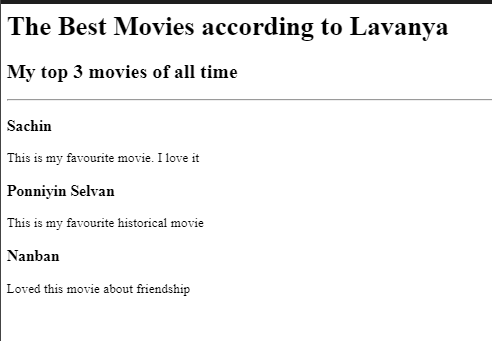 The Best Movies according to Lavanya
My top 3 movies of all time
Sachin
This is my favourite movie. I love it
Ponniyin Selvan
This is my favourite historical movie
Nanban
Loved this movie about friendship